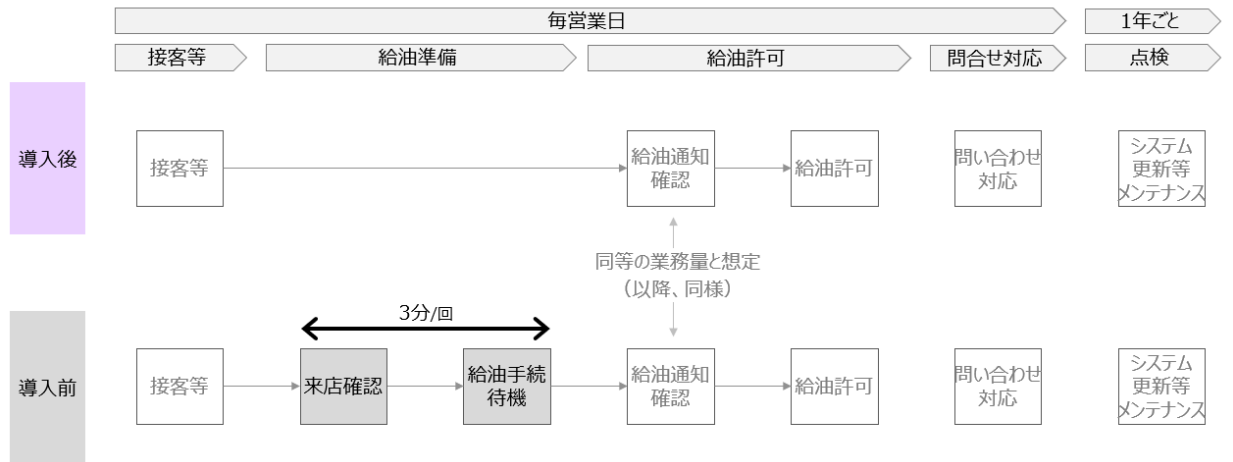 毎営業日
1年ごと
接客等
給油準備
給油許可
問合せ対応
点検
導入後
接客等
給油通知
確認
給油許可
問い合わせ
対応
システム
更新等
メンテナンス
同等の業務量と想定
（以降、同様）
3分/回
導入前
接客等
来店確認
給油手続
待機
給油通知
確認
給油許可
問い合わせ
対応
システム
更新等
メンテナンス